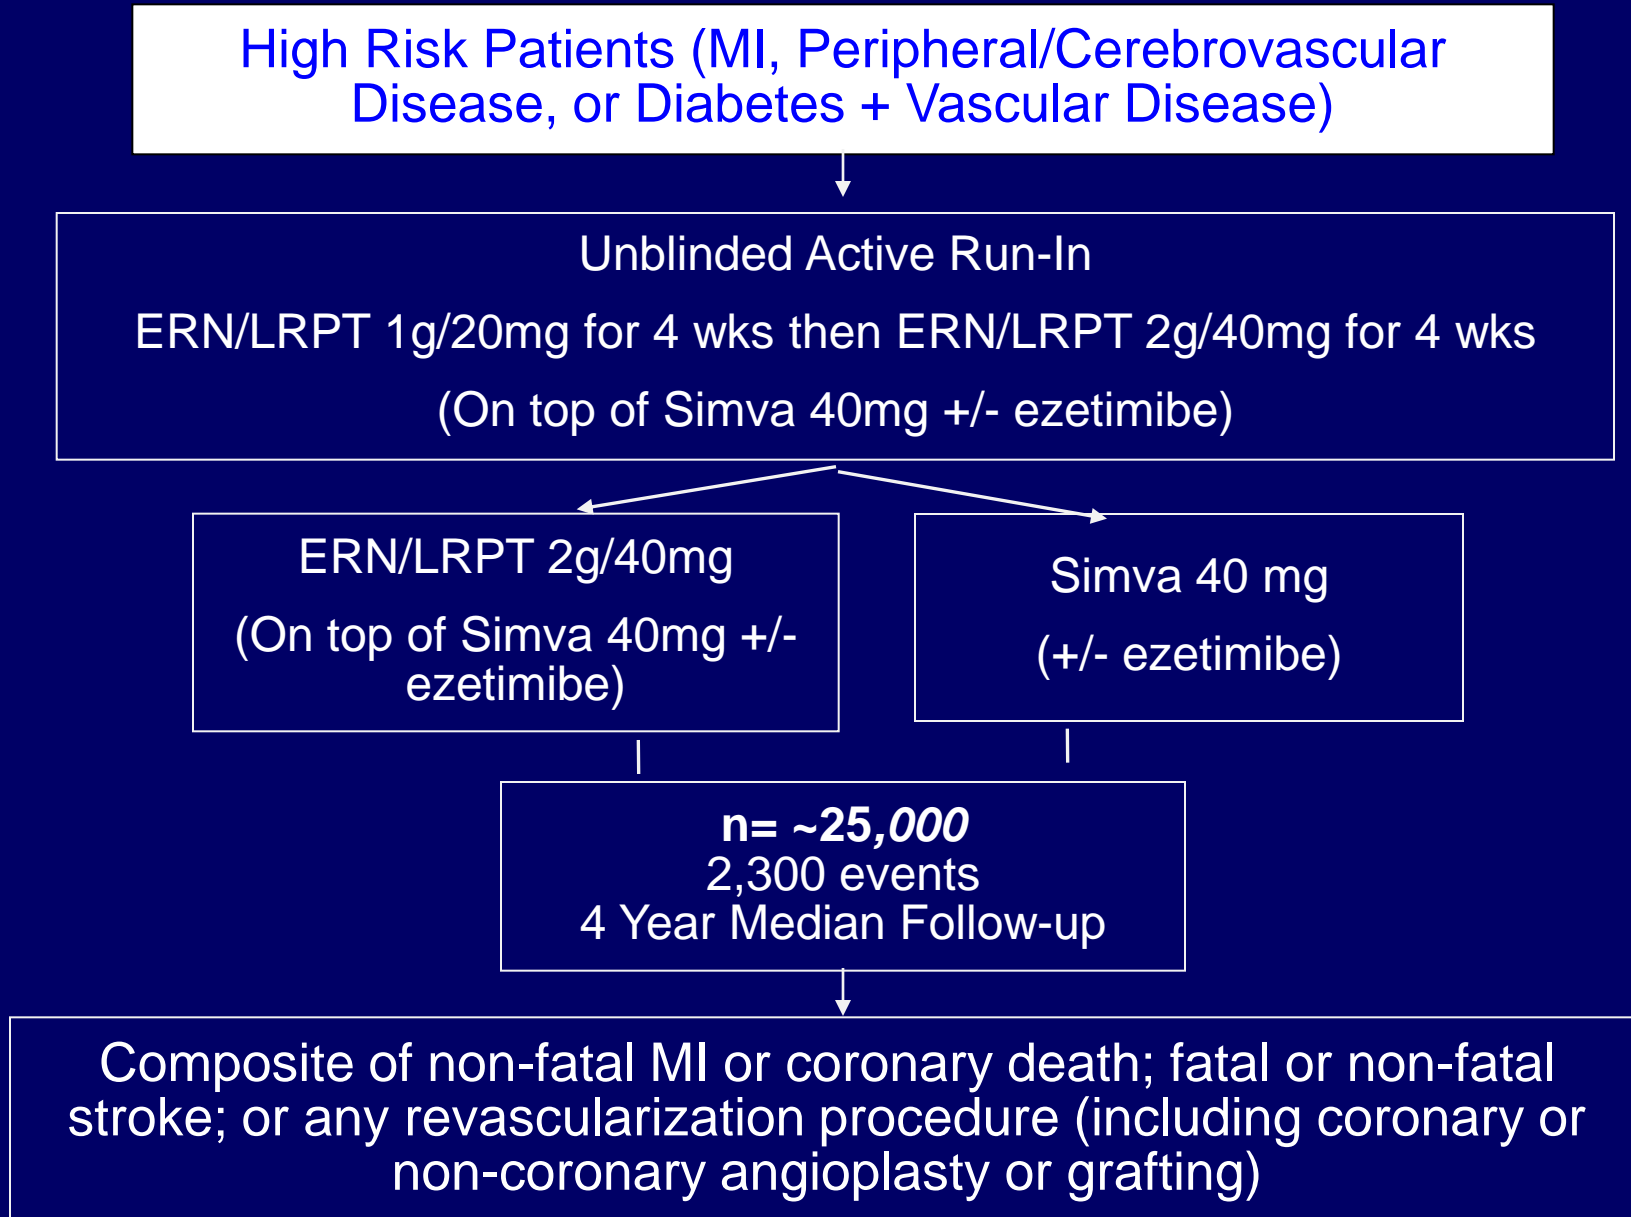 High Risk Patients (MI, Peripheral/Cerebrovascular
Disease, or Diabetes + Vascular Disease)
Unblinded Active Run-In
ERN/LRPT 1g/20mg for 4 wks then ERN/LRPT 2g/40mg for 4 wks
(On top of Simva 40mg +/- ezetimibe)
ERN/LRPT 2g/40mg
(On top of Simva 40mg +/-
ezetimibe)
Simva 40 mg
(+/- ezetimibe)
n= ~25,000
2,300 events
4 Year Median Follow-up
Composite of non-fatal MI or coronary death; fatal or non-fatal
stroke; or any revascularization procedure (including coronary or
non-coronary angioplasty or grafting)